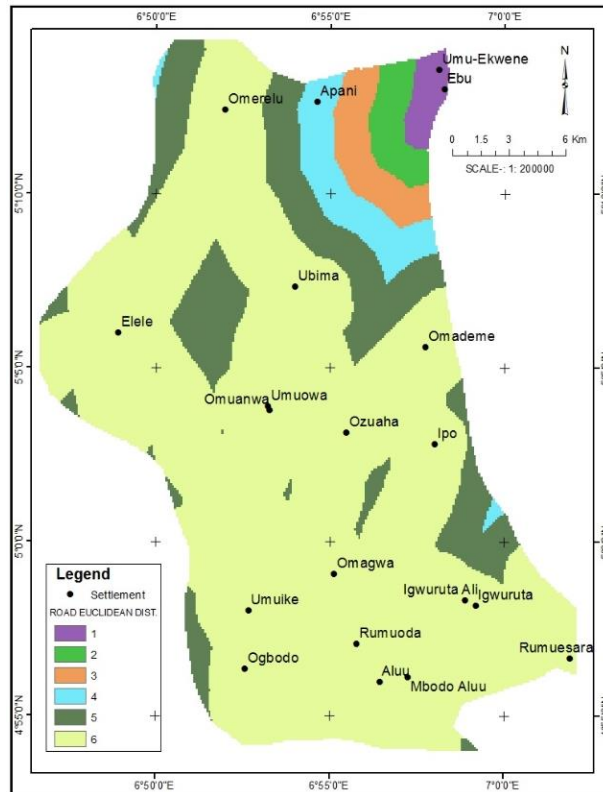 6°50'0"E 6°55'0"E 7°0'0"E
Umu-Ekwene
N
Ebu
Apani
Omerelu
0 1.5 3 6 Km
SCALE-: 1: 200000
5°10'0"N
Ubima
Elele
Omademe
5°5'0"N
Omuanwa Umuowa
Ozuaha
Ipo
5°0'0"N
Omagwa
Legend
Settlement
ROAD EUCLIDEAN DIST.
1
2
3
4
5
6
Igwuruta Ali
Igwuruta
Umuike
Rumuoda
Rumuesara
Ogbodo
Aluu
Mbodo Aluu
4°55'0"N
6°50'0"E 6°55'0"E 7°0'0"E